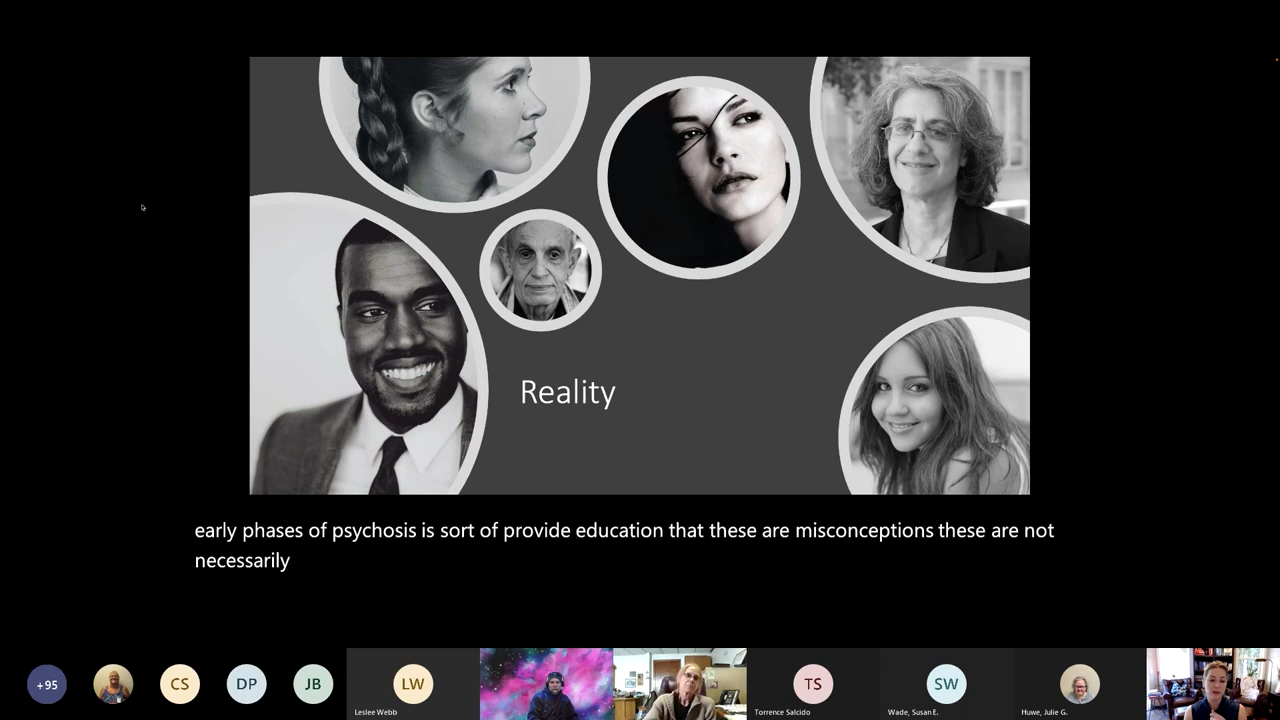 Reality
early phases of psychosis is sort of provide education that these are misconceptions these are not
necessarily
+95
CS
DP
JB
LW
TS
SW
Leslee Webb
Torrence Salcido
Wade, Susan E.
Huwe, Julie G.